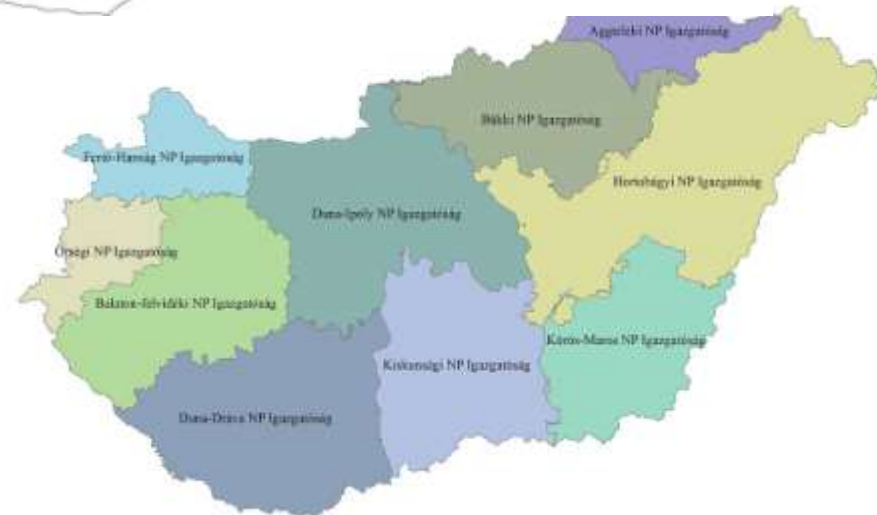 Aggteleki NP Igazgatóság
Bükki NP Igazgatóság
Fertő-Hanság NP Igazgatóság
Hortobágyi NP Igazgatóság
Duna-Ipoly NP Igazgatóság
Őrségi NP Igazgatóság
Balaton-felvidéki NP Igazgatóság
Körös-Maros NP Igazgatóság
Kiskunsági NP Igazgatóság
Duna-Dráva NP Igazgatóság